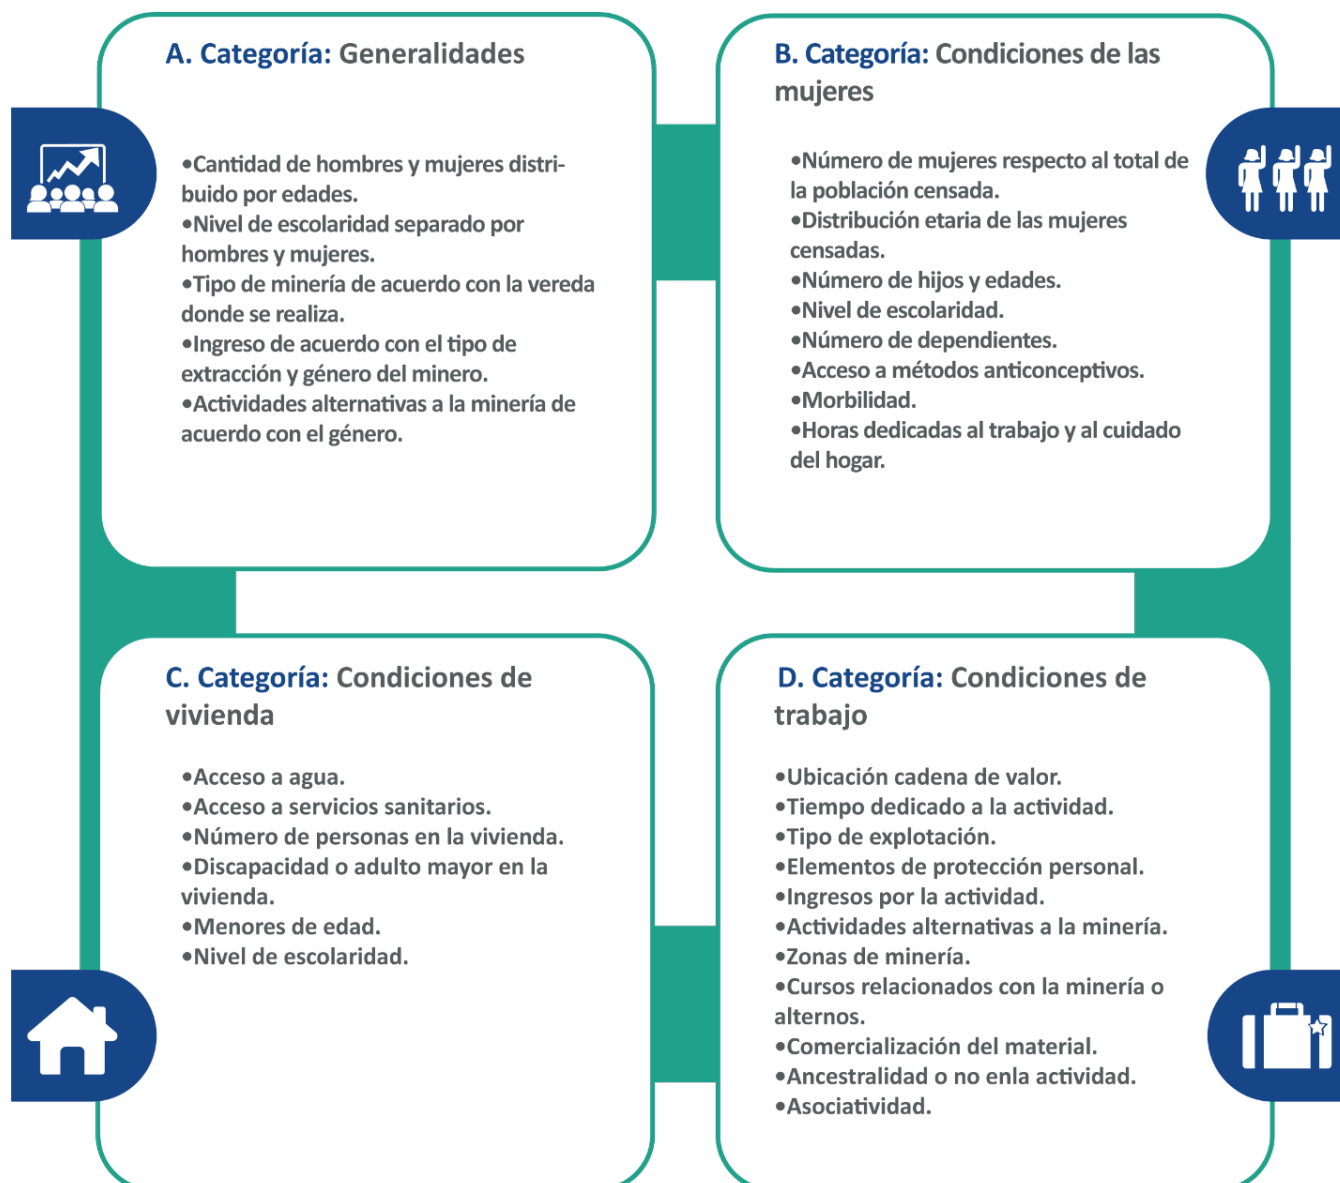 A. Categoría: Generalidades
•Cantidad de hombres y mujeres distri-
buido por edades.
•Nivel de escolaridad separado por
hombres y mujeres.
•Tipo de minería de acuerdo con la vereda
donde se realiza.
•Ingreso de acuerdo con el tipo de
extracción y género del minero.
•Actividades alternativas a la minería de
acuerdo con el género.
B. Categoría: Condiciones de las
mujeres
•Número de mujeres respecto al total de
la población censada.
•Distribución etaria de las mujeres
censadas.
•Número de hijos y edades.
•Nivel de escolaridad.
•Número de dependientes.
•Acceso a métodos anticonceptivos.
•Morbilidad.
•Horas dedicadas al trabajo y al cuidado
del hogar.
C. Categoría: Condiciones de
vivienda
•Acceso a agua.
•Acceso a servicios sanitarios.
•Número de personas en la vivienda.
•Discapacidad o adulto mayor en la
vivienda.
•Menores de edad.
•Nivel de escolaridad.
D. Categoría: Condiciones de
trabajo
•Ubicación cadena de valor.
•Tiempo dedicado a la actividad.
•Tipo de explotación.
•Elementos de protección personal.
•Ingresos por la actividad.
•Actividades alternativas a la minería.
•Zonas de minería.
•Cursos relacionados con la minería o
alternos.
•Comercialización del material.
•Ancestralidad o no enla actividad.
•Asociatividad.